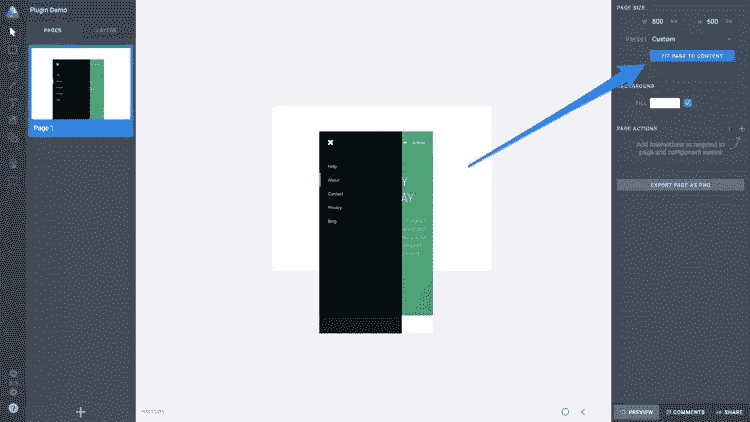 Plugin Demo
PAGES LAYERS
Page 1
Help
About
Contact
Privacy
Blog
AY
PAGE SIZE
W 800 H 600
PRESET Custom
FIT PAGE TO CONTENT
BACKGROUND
FILL
PAGE ACTIONS
Add interactions to respond to
page and component events
EXPORT PAGE AS PNG
PREVIEW COMMENTS SHARE